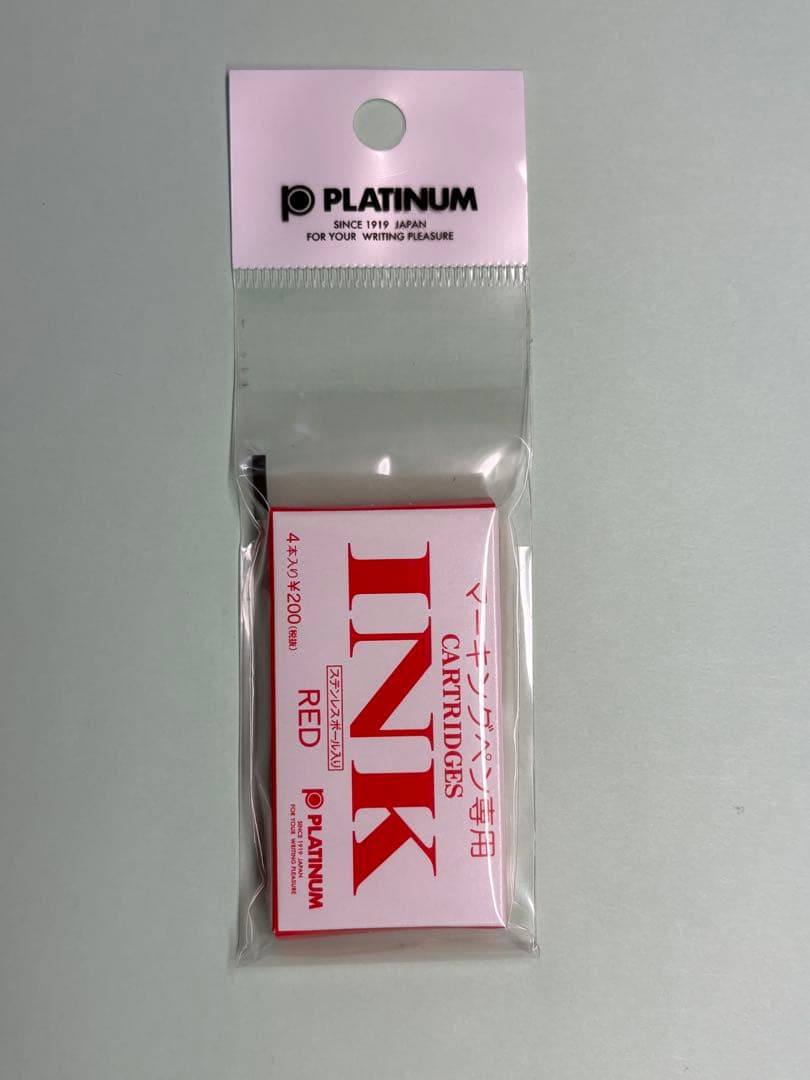 PLATINUM
SINCE 1919 JAPAN
FOR YOUR WRITING PLEASURE
マーキングペン専用
CARTRIDGES
INK
ステンレスボール入り
RED
4本入り¥200(税抜)
PLATINUM
SINCE 1919 JAPAN
FOR YOUR WRITING PLEASURE